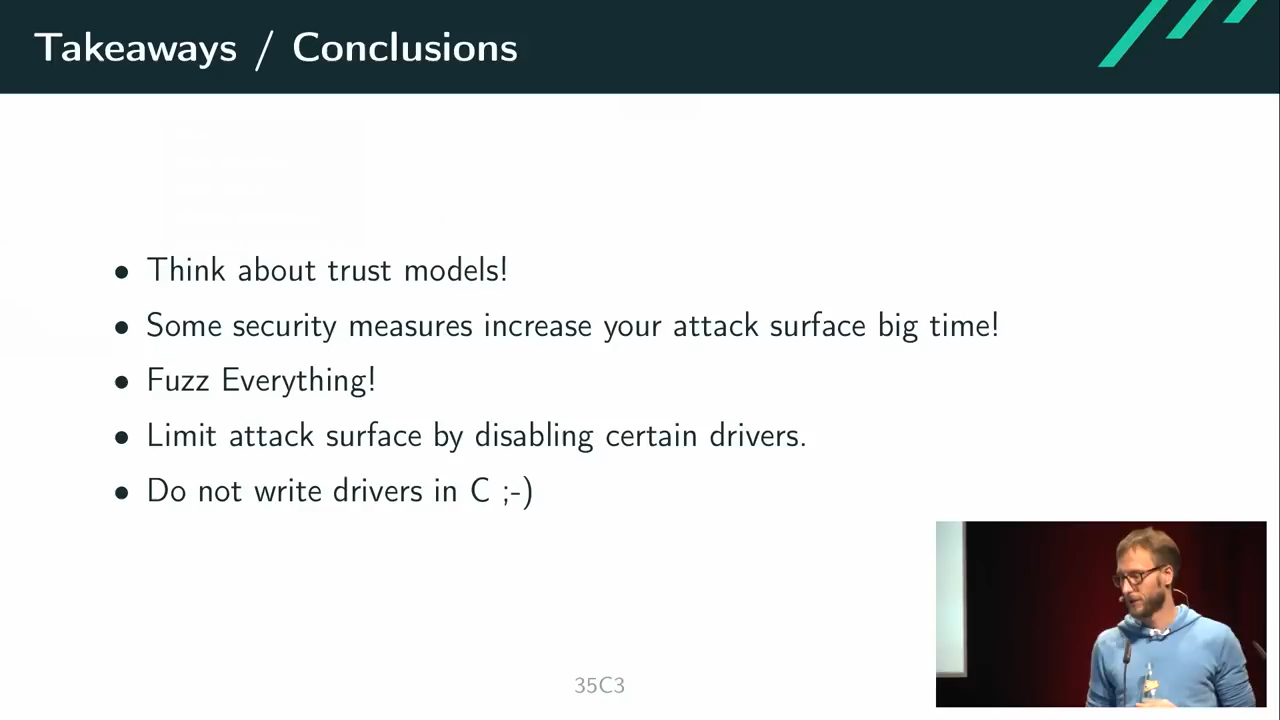 Takeaways / Conclusions
• Think about trust models!
• Some security measures increase your attack surface big time!
• Fuzz Everything!
• Limit attack surface by disabling certain drivers.
• Do not write drivers in C ;-)
35C3